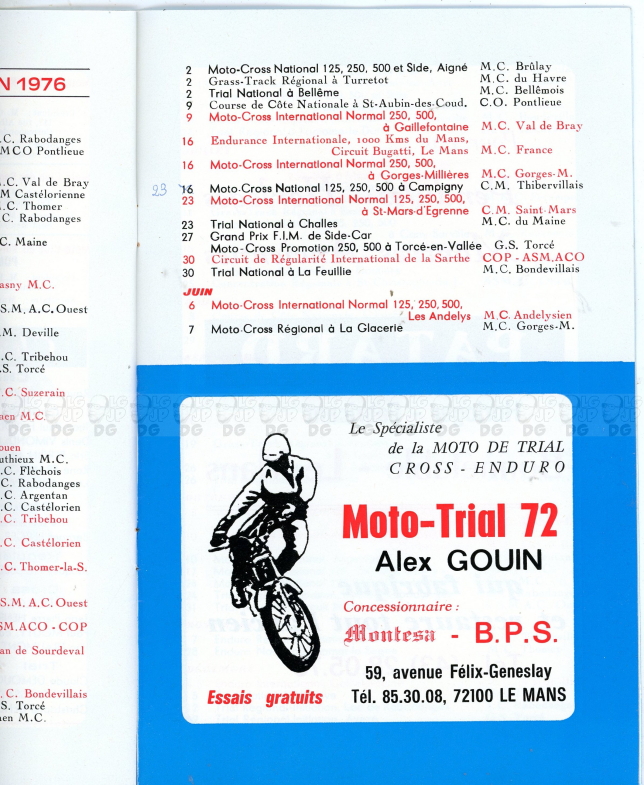 N 1976
.C. Rabodanges
MCO Pontlieue
.C. Val de Bray
M Castélorienne
.C. Thomer
C. Rabodanges
C. Maine
asny M.C.
S.M. A.C. Ouest
M. Deville
.C. Tribehou
.S. Torcé
.C. Suzerain
aen M.C.
ouen
uthieux M.C.
.C. Flèchois
C. Rabodanges
.C. Argentan
.C. Castélorien
.C. Tribehou
.C. Castélorien
.C. Thomer-la-S.
S.M. A.C. Ouest
SM.ACO - COP
an de Sourdeval
. C. Bondevillais
S. Torcé
aen M.C.
2 Moto-Cross National 125, 250, 500 et Side, Aigné M.C. Brûlay
2 Grass-Track Régional à Turretot M.C. du Havre
2 Trial National à Bellême M.C. Bellêmois
9 Course de Côte Nationale à St-Aubin-des-Coud. C.O. Pontlieue
9 Moto-Cross International Normal 250, 500,
à Gaillefontaine M.C. Val de Bray
16 Endurance Internationale, 1000 Kms du Mans,
Circuit Bugatti, Le Mans M.C. France
16 Moto-Cross International Normal 250, 500,
à Gorges-Millières M.C. Gorges-M.
23 16 Moto-Cross National 125, 250, 500 à Campigny C.M. Thibervillais
23 Moto-Cross International Normal 125, 250, 500,
à St-Mars-d'Egrenne C.M. Saint-Mars
23 Trial National à Challes M.C. du Maine
27 Grand Prix F.I.M. de Side-Car
Moto-Cross Promotion 250, 500 à Torcé-en-Vallée G.S. Torcé
30 Circuit de Régularité International de la Sarthe COP - ASM.ACO
30 Trial National à La Feuillie M.C. Bondevillais
JUIN
6 Moto-Cross International Normal 125, 250, 500,
Les Andelys M.C. Andelysien
7 Moto-Cross Régional à La Glacerie M.C. Gorges-M.
Le Spécialiste
de la MOTO DE TRIAL
CROSS - ENDURO
Moto-Trial 72
Alex GOUIN
Concessionnaire :
Montesa - B.P.S.
59, avenue Félix-Geneslay
Essais gratuits Tél. 85.30.08, 72100 LE MANS